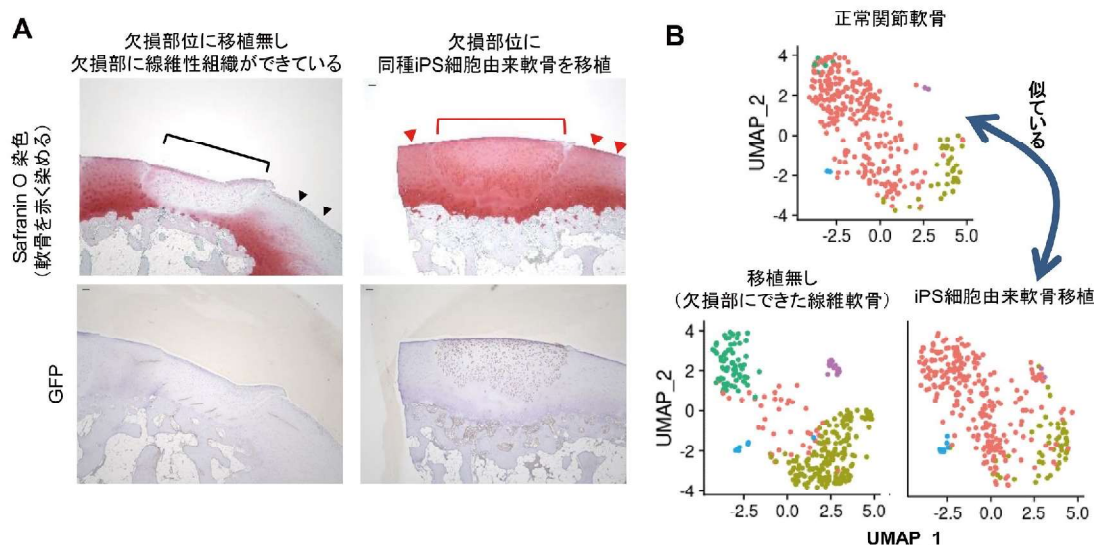 A
欠損部位に移植無し
欠損部に線維性組織ができている
欠損部位に
同種iPS細胞由来軟骨を移植
Safranin O 染色
(軟骨を赤く染める)
GFP
B
正常関節軟骨
UMAP_2
4
2
0
-2
-4
-2.5 0.0 2.5 5.0
似ている
移植無し
(欠損部にできた線維軟骨)
iPS細胞由来軟骨移植
UMAP_2
4
2
0
-2
-4
-2.5 0.0 2.5 5.0
-2.5 0.0 2.5 5.0
UMAP_1